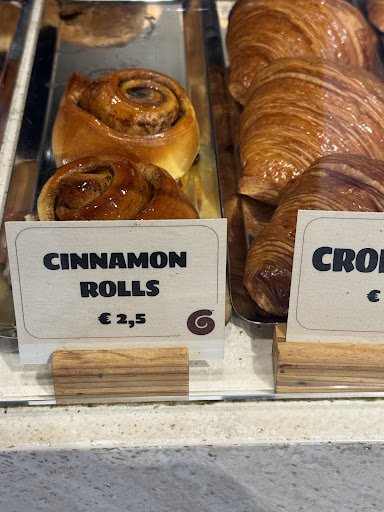 CINNAMON
ROLLS
€ 2,5
€